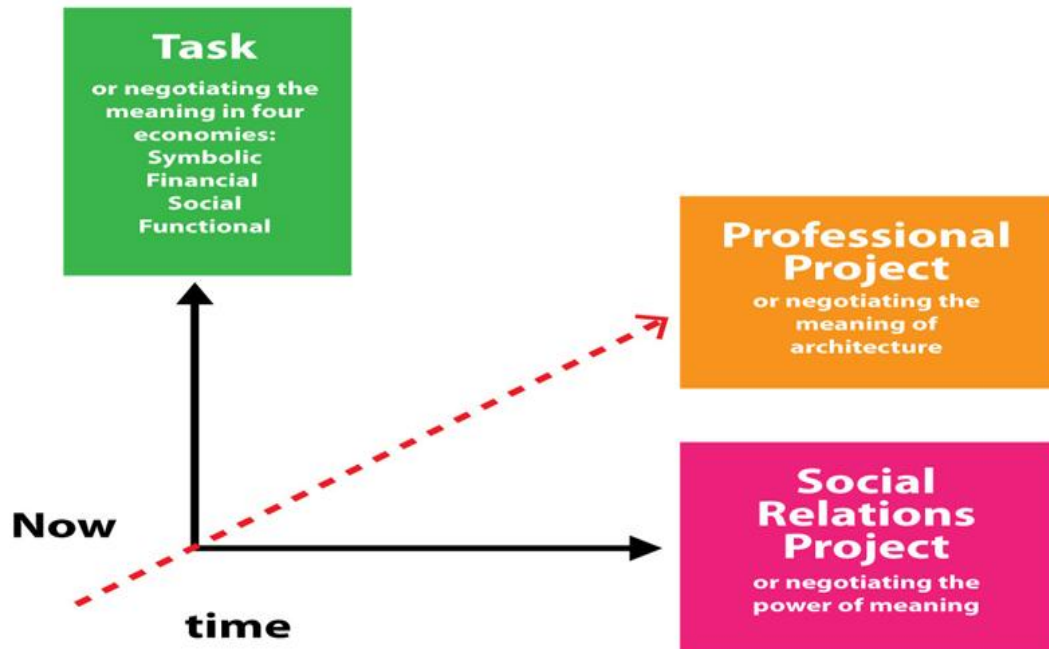 Task
or negotiating the
meaning in four
economies:
Symbolic
Financial
Social
Functional
Professional
Project
or negotiating the
meaning of
architecture
Now
Social
Relations
Project
or negotiating the
power of meaning
time